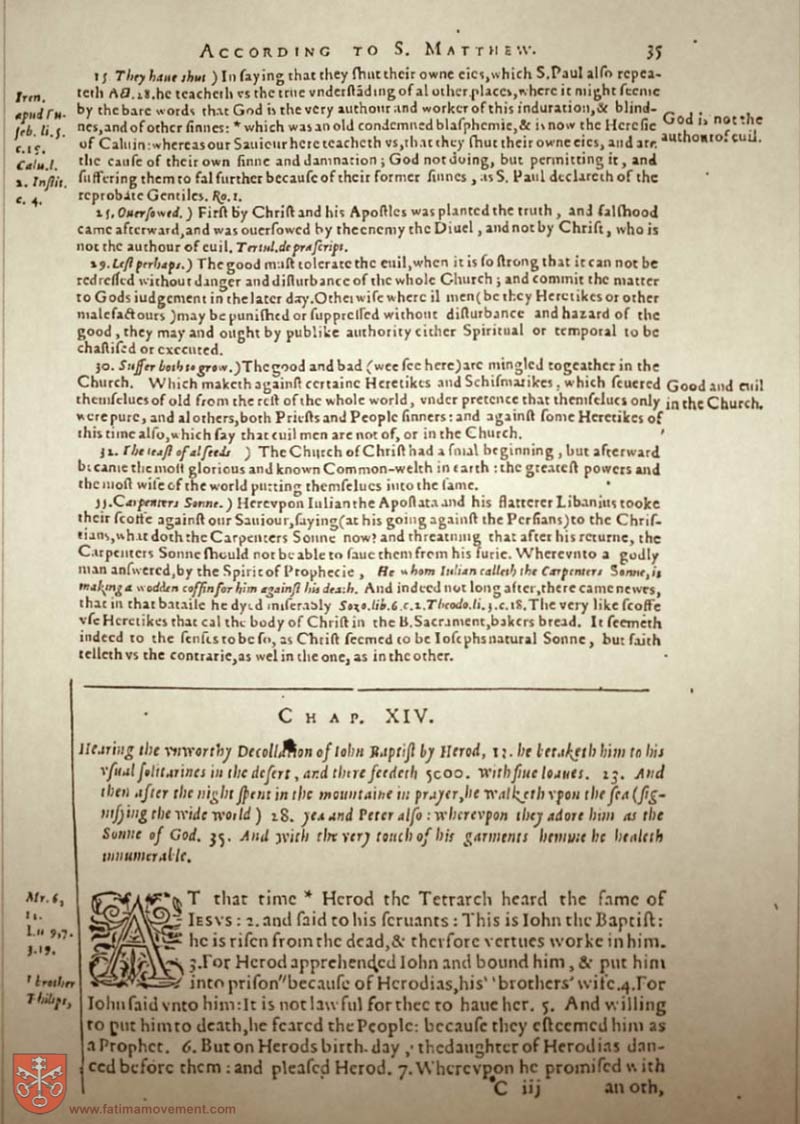 ACCORDING TO S. MATTHEW. 35
15 They haue shut ) In saying that they shut their owne eies, which S. Paul also repea-
teth Act. 28. he teacheth vs the true vnderstãding of al other places, where it might seeme
by the bare words that God is the very authour and worker of this induration, & blind-
nes, and of other sinnes: * which was an old condemned blasphemie, & is now the Heresie
of Caluin: whereas our Sauieur here teacheth vs, that they shut their owne eies, and are
the cause of their own sinne and damnation; God not doing, but permitting it, and
suffering them to fal further because of their former sinnes, as S. Paul declareth of the
reprobate Gentiles. Ro. 1.
Iren.
apud Eu-
seb. li. 5.
c. 19.
Calu. l.
2. Instit.
c. 4.
God is not the
authour of euil.
25. Ouersowed. ) First by Christ and his Apostles was planted the truth, and falshood
came afterward, and was ouersowed by the enemy the Diuel, and not by Christ, who is
not the authour of euil. Tertul. de præscrip.
29. Lest perhaps. ) The good must tolerate the euil, when it is so strong that it can not be
redressed without danger and disturbance of the whole Church; and commit the matter
to Gods iudgement in the later day. Otherwise where il men (be they Heretikes or other
malefactours ) may be punished or suppressed without disturbance and hazard of the
good, they may and ought by publike authority either Spiritual or temporal to be
chastised or executed.
30. Suffer both to grow. ) The good and bad (wee see here) are mingled togeather in the
Church. Which maketh against certaine Heretikes and Schismatikes, which seuered
themselues of old from the rest of the whole world, vnder pretence that themselues only
were pure, and al others, both Priests and People sinners: and against some Heretikes of
this time also, which say that euil men are not of, or in the Church.
Good and euil
in the Church.
32. The least of al seeds ) The Church of Christ had a smal beginning, but afterward
became the most glorious and known Common-welth in earth: the greatest powers and
the most wise of the world putting themselues into the same.
55. Carpenters Sonne. ) Herevpon Iulian the Apostata and his flatterer Libanius tooke
their scoffe against our Sauiour, saying (at his going against the Persians) to the Chris-
tians, what doth the Carpenters Sonne now? and threatning that after his returne, the
Carpenters Sonne should not be able to saue them from his furie. Wherevnto a godly
man answered, by the Spirit of Prophecie, He whom Iulian calleth the Carpenters Sonne, is
making a wodden coffin for him against his death. And indeed not long after, there came newes,
that in that bataile he dyed miserably Sozo. lib. 6. c. 2. Theodo. li. 3. c. 18. The very like scoffe
vse Heretikes that cal the body of Christ in the B. Sacrament, bakers bread. It seemeth
indeed to the senses to be so, as Christ seemed to be Iosephs natural Sonne, but faith
telleth vs the contrarie, as wel in the one, as in the other.
CHAP. XIV.
Hearing the vnworthy Decollation of Iohn Baptist by Herod, 13. he betaketh him to his
vsual solitarines in the desert, and there feedeth 5000. with fiue loaues. 23. And
then after the night spent in the mountaine in prayer, he walketh vpon the sea (sig-
nifying the wide world ) 28. yea and Peter also: wherevpon they adore him as the
Sonne of God. 35. And with the very touch of his garments hemme he healeth
innumerable.
Mr. 6,
14.
Lu 9, 7.
3. 19.
' brother
Philips,
AT that time * Herod the Tetrarch heard the fame of
IESVS: 2. and said to his seruants: This is Iohn the Baptist:
he is risen from the dead, & therfore vertues worke in him.
3. For Herod apprehended Iohn and bound him, & put him
into prison" because of Herodias, his' 'brothers' wife. 4. For
Iohn said vnto him: It is not lawful for thee to haue her. 5. And willing
to put him to death, he feared the People: because they esteemed him as
a Prophet. 6. But on Herods birth-day, the daughter of Herodias dan-
ced before them: and pleased Herod. 7. Wherevpon he promised with
C iij an oth,
www.fatimamovement.com